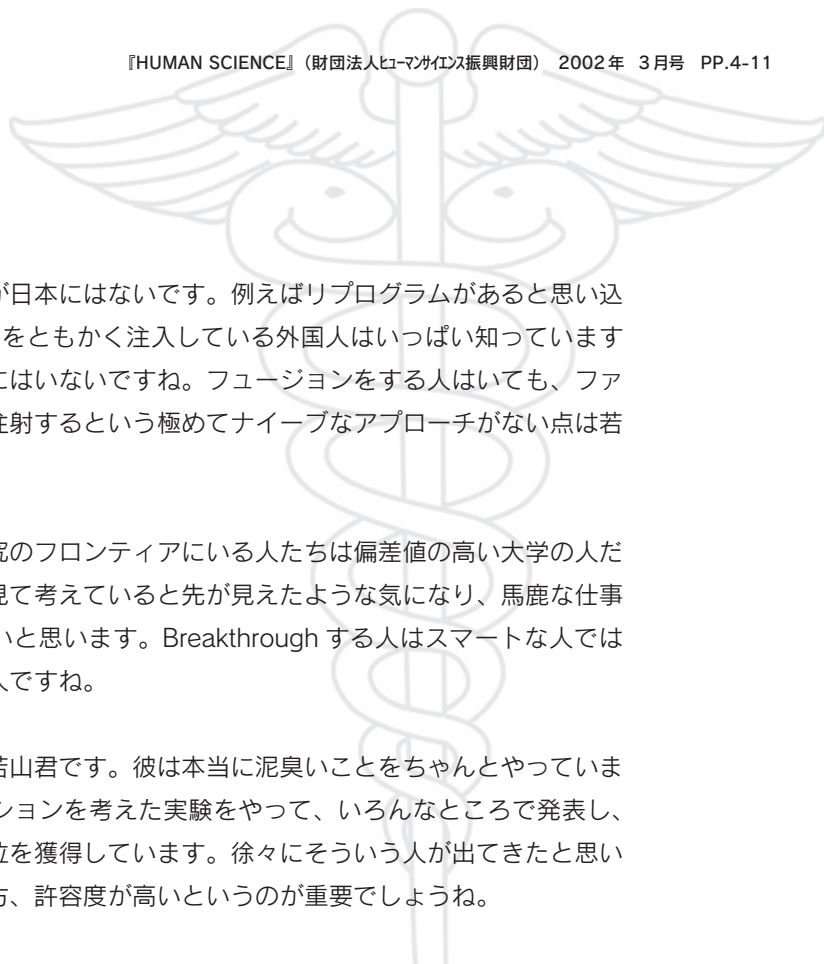 『HUMAN SCIENCE』（財団法人ヒューマンサイエンス振興財団） 2002年 3月号 PP.4-11
が日本にはないです。例えばリプログラムがあると思い込
をともかく注入している外国人はいっぱい知っています
にはいないですね。フュージョンをする人はいても、ファ
注射するという極めてナイーブなアプローチがない点は若
究のフロンティアにいる人たちは偏差値の高い大学の人だ
見て考えていると先が見えたような気になり、馬鹿な仕事
いと思います。Breakthrough する人はスマートな人では
人ですね。
若山君です。彼は本当に泥臭いことをちゃんとやっていま
ションを考えた実験をやって、いろんなところで発表し、
位を獲得しています。徐々にそういう人が出てきたと思い
方、許容度が高いというのが重要でしょうね。